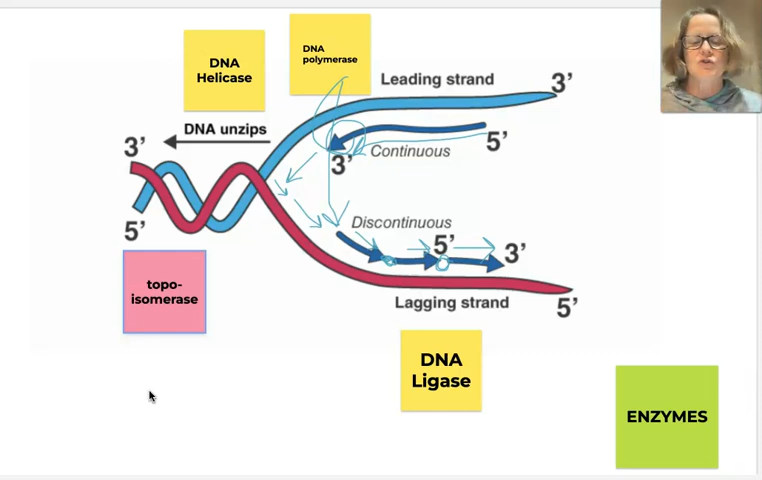 DNA
Helicase
DNA
polymerase
Leading strand
3'
DNA unzips
3'
5'
3'
Continuous
5'
Discontinuous
5'
3'
topo-
isomerase
Lagging strand
5'
DNA
Ligase
ENZYMES